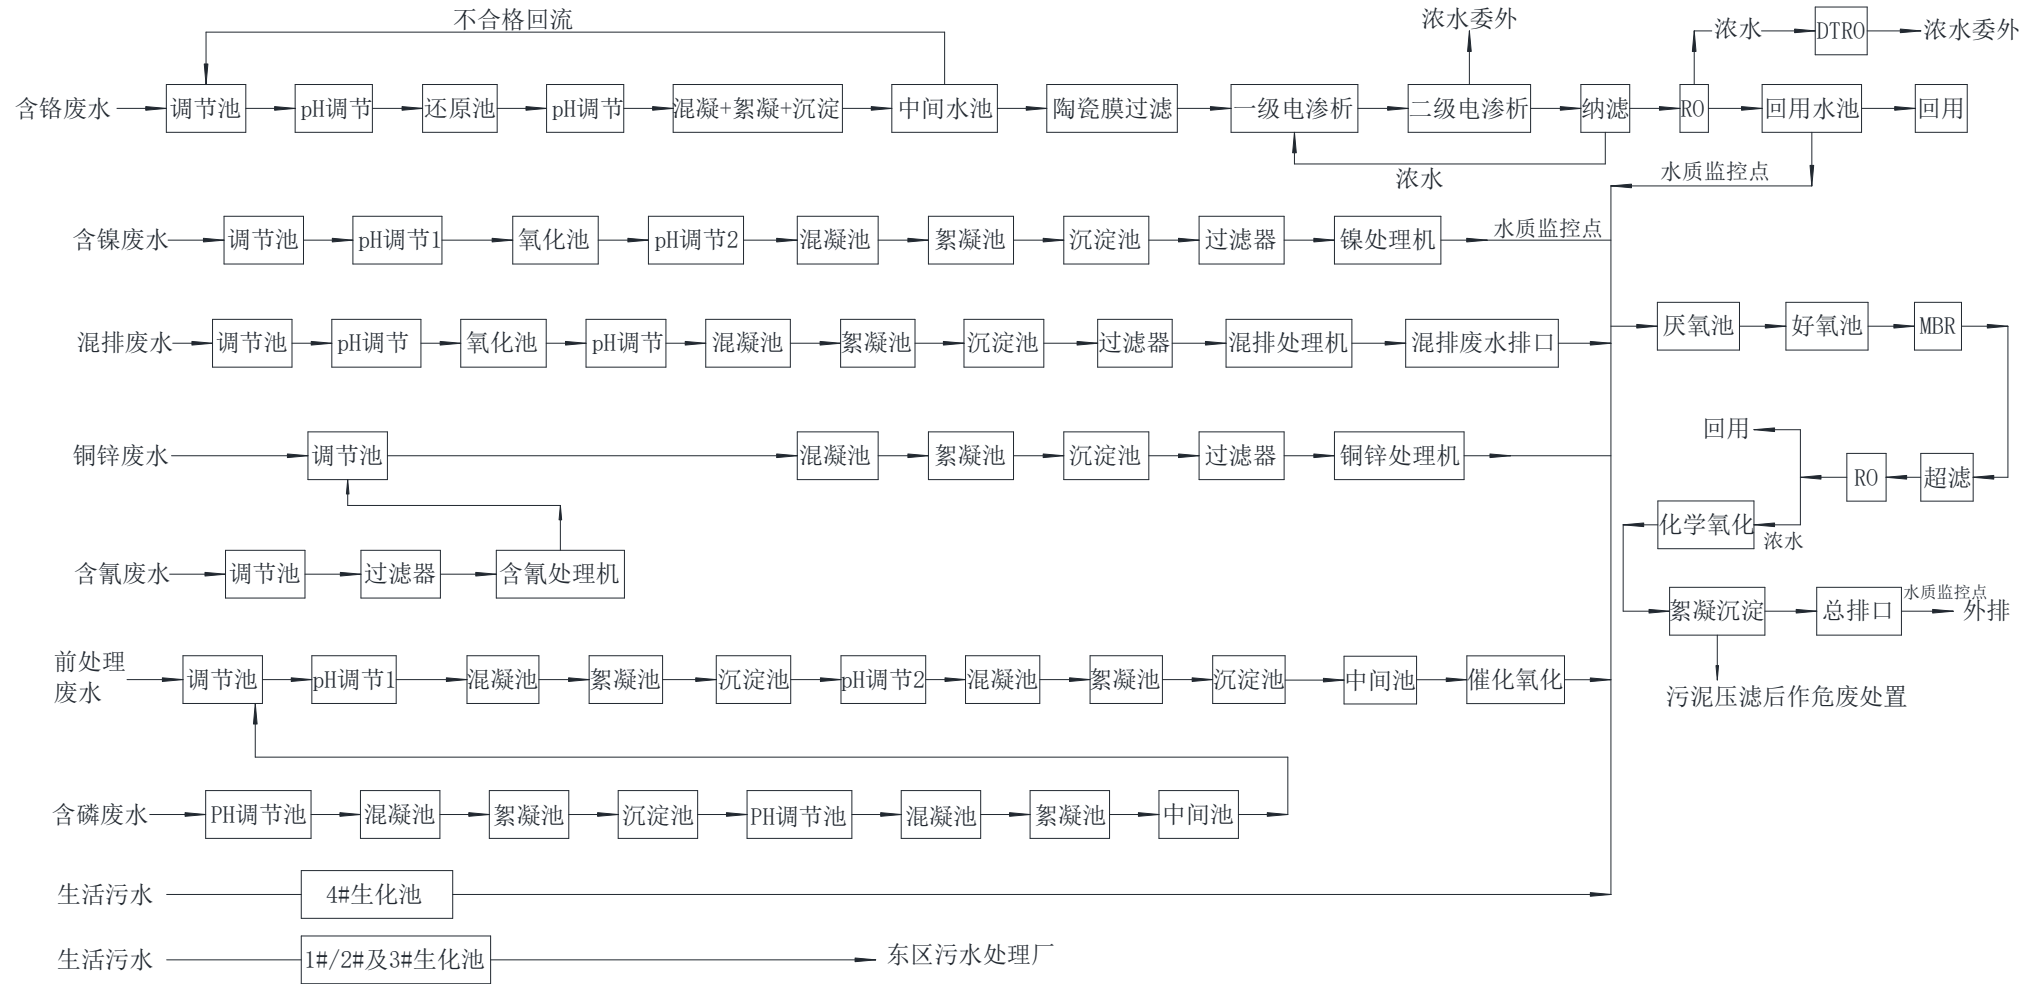 不合格回流
浓水委外
浓水
DTRO
浓水委外
含铬废水
调节池
pH调节
还原池
pH调节
混凝+絮凝+沉淀
中间水池
陶瓷膜过滤
一级电渗析
二级电渗析
纳滤
RO
回用水池
回用
浓水
水质监控点
含镍废水
调节池
pH调节1
氧化池
pH调节2
混凝池
絮凝池
沉淀池
过滤器
镍处理机
水质监控点
混排废水
调节池
pH调节
氧化池
pH调节
混凝池
絮凝池
沉淀池
过滤器
混排处理机
混排废水排口
厌氧池
好氧池
MBR
铜锌废水
调节池
混凝池
絮凝池
沉淀池
过滤器
铜锌处理机
回用
RO
超滤
化学氧化
浓水
含氰废水
调节池
过滤器
含氰处理机
絮凝沉淀
总排口
水质监控点
外排
污泥压滤后作危废处置
前处理
废水
调节池
pH调节1
混凝池
絮凝池
沉淀池
pH调节2
混凝池
絮凝池
沉淀池
中间池
催化氧化
含磷废水
PH调节池
混凝池
絮凝池
沉淀池
PH调节池
混凝池
絮凝池
中间池
生活污水
4#生化池
生活污水
1#/2#及3#生化池
东区污水处理厂